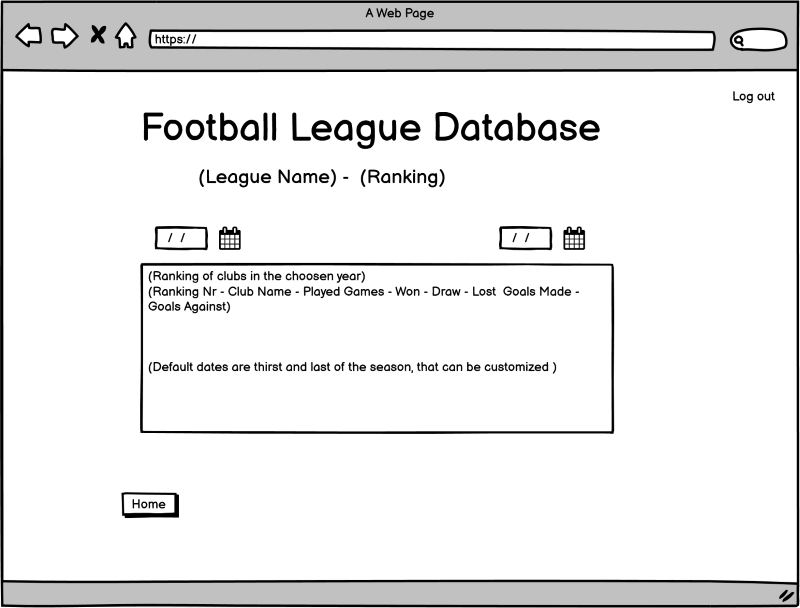 A Web Page
https://
Log out
Football League Database
(League Name) - (Ranking)
/ /
/ /
(Ranking of clubs in the choosen year)
(Ranking Nr - Club Name - Played Games - Won - Draw - Lost Goals Made -
Goals Against)
(Default dates are thirst and last of the season, that can be customized )
Home